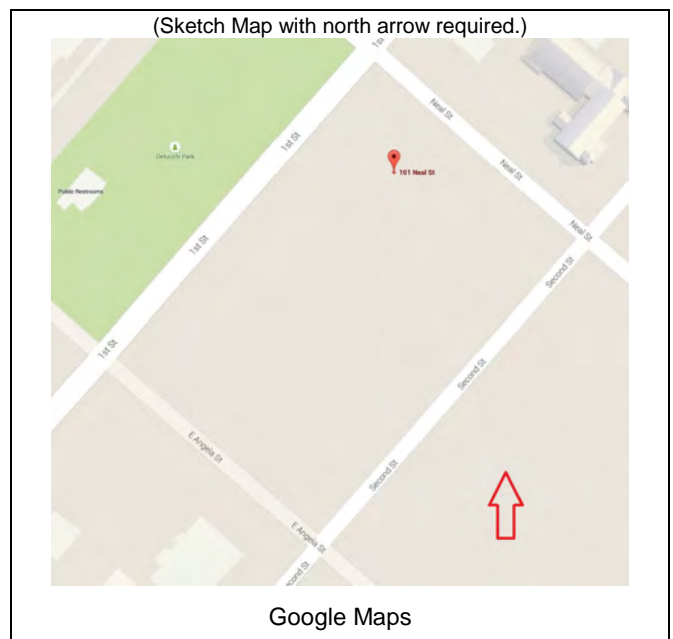 (Sketch Map with north arrow required.)
1st
Neal St
1st St
Delucchi Park
101 Neal St
Public Restrooms
Neal St
1st St
Neal St
Second St
1st St
Second St
E Angela St
Second St
E Angela St
cond St
Google Maps